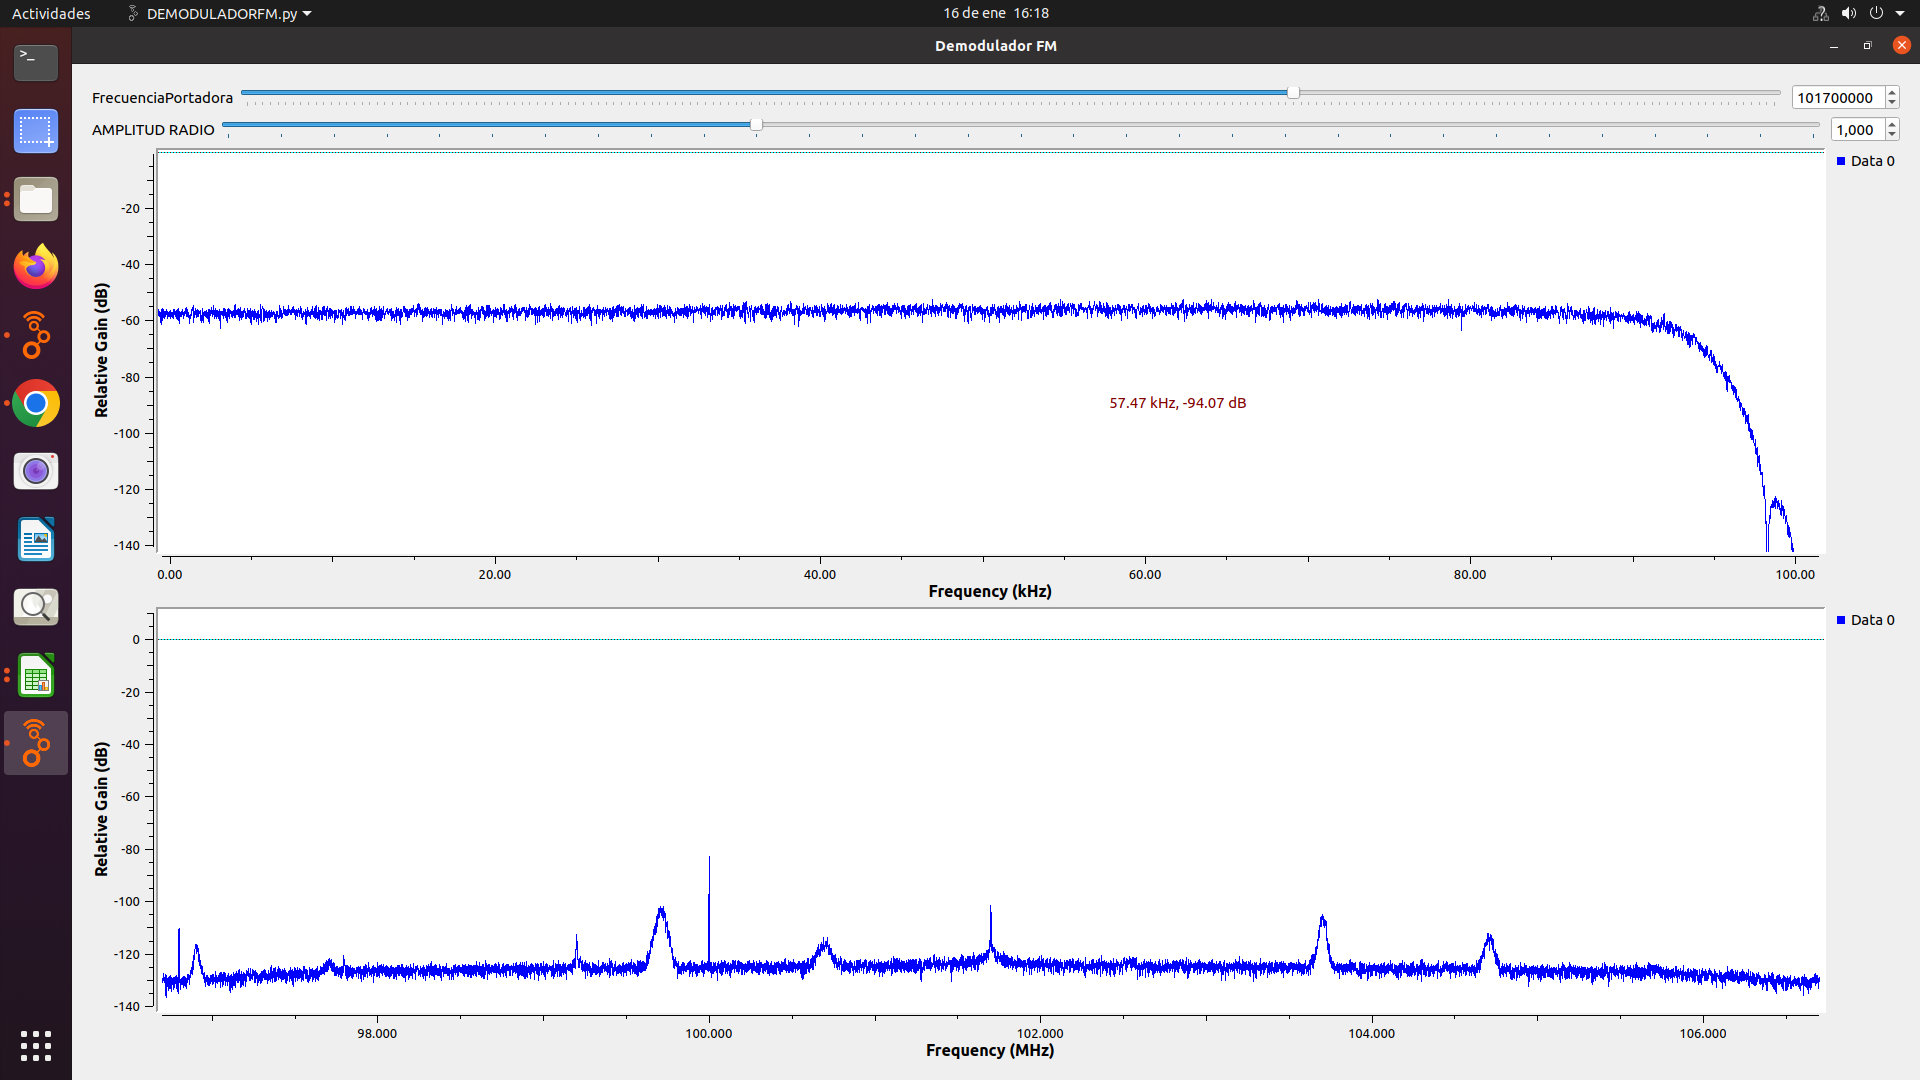 Actividades DEMODULADORFM.py 16 de ene 16:18
Demodulador FM
FrecuenciaPortadora 101700000
AMPLITUD RADIO 1,000
Data 0
-20
-40
-60
-80
-100
-120
-140
Relative Gain (dB)
57.47 kHz, -94.07 dB
0.00 20.00 40.00 60.00 80.00 100.00
Frequency (kHz)
Data 0
0
-20
-40
-60
-80
-100
-120
-140
Relative Gain (dB)
98.000 100.000 102.000 104.000 106.000
Frequency (MHz)